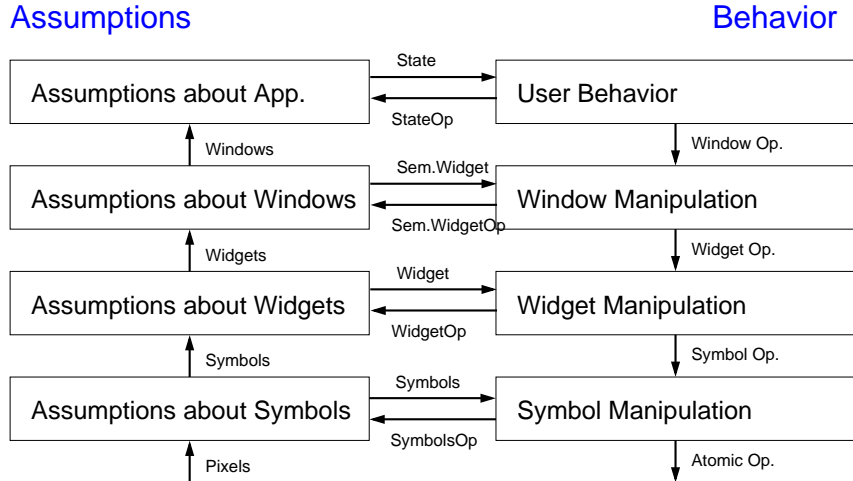 Assumptions
Behavior
State
Assumptions about App.
User Behavior
StateOp
Windows
Window Op.
Sem.Widget
Assumptions about Windows
Window Manipulation
Sem.WidgetOp
Widgets
Widget Op.
Widget
Assumptions about Widgets
Widget Manipulation
WidgetOp
Symbols
Symbol Op.
Symbols
Assumptions about Symbols
Symbol Manipulation
SymbolsOp
Pixels
Atomic Op.